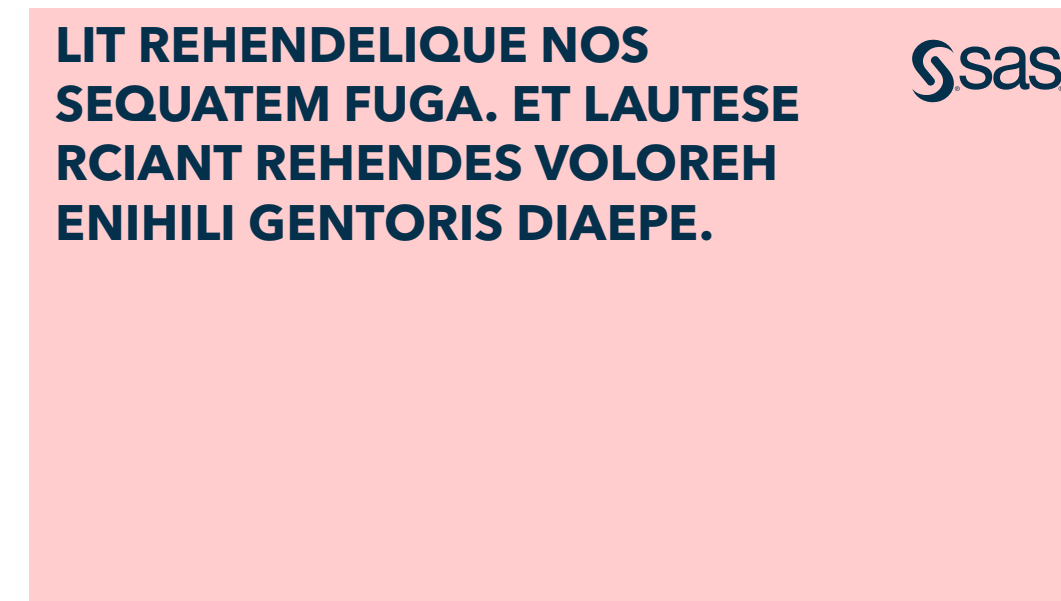 LIT REHENDELIQUE NOS
SEQUATEM FUGA. ET LAUTESE
RCIANT REHENDES VOLOREH
ENIHILI GENTORIS DIAEPE.
sas